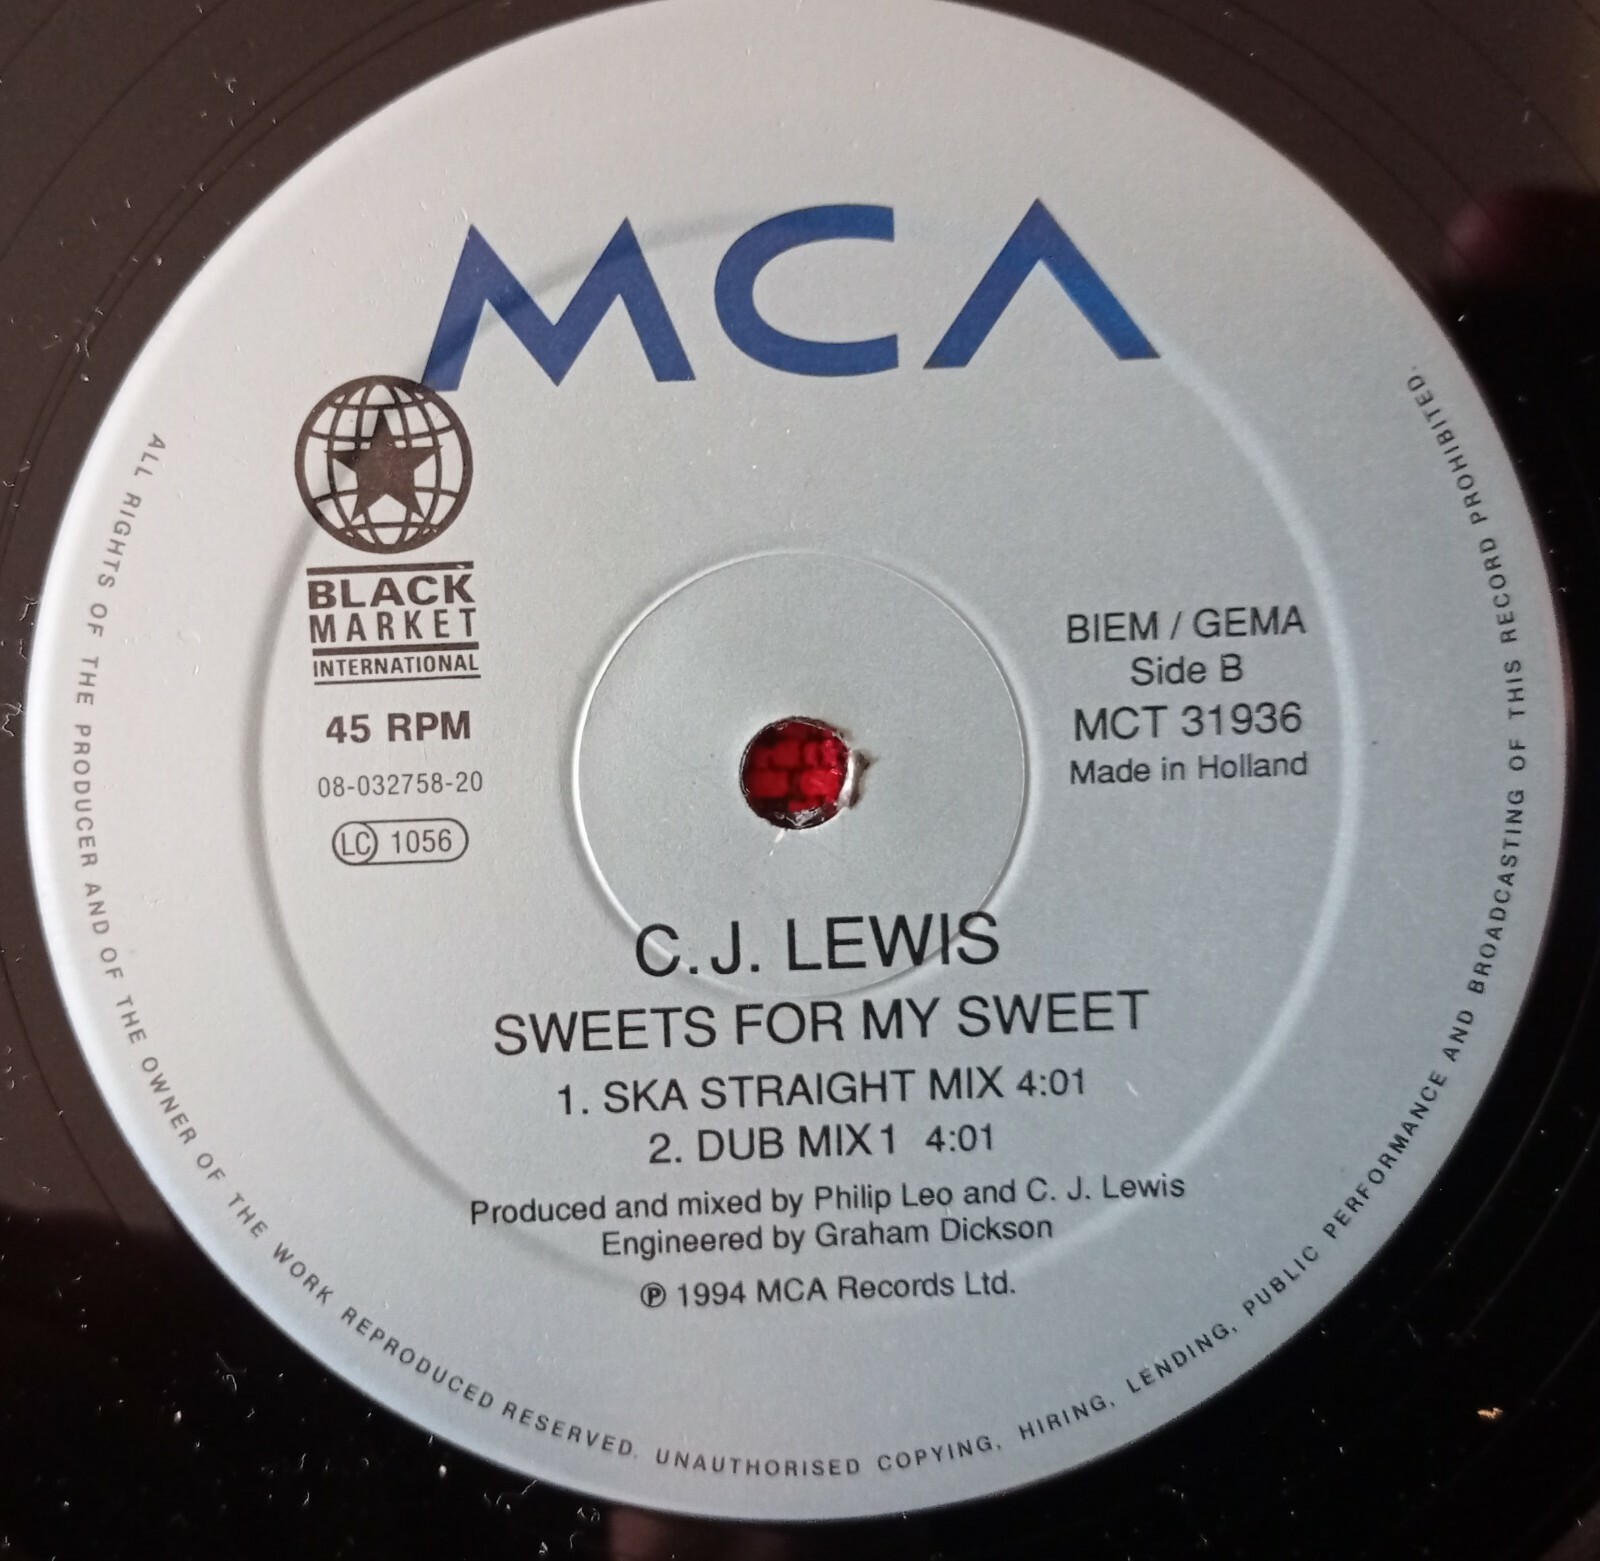 MCA
BLACK
MARKET
INTERNATIONAL
45 RPM
08-032758-20
LC 1056
BIEM / GEMA
Side B
MCT 31936
Made in Holland
C.J. LEWIS
SWEETS FOR MY SWEET
1. SKA STRAIGHT MIX 4:01
2. DUB MIX 1 4:01
Produced and mixed by Philip Leo and C. J. Lewis
Engineered by Graham Dickson
℗ 1994 MCA Records Ltd.
ALL RIGHTS OF THE PRODUCER AND OF THE OWNER OF THE WORK REPRODUCED RESERVED. UNAUTHORISED COPYING, HIRING, LENDING, PUBLIC PERFORMANCE AND BROADCASTING OF THIS RECORD PROHIBITED.